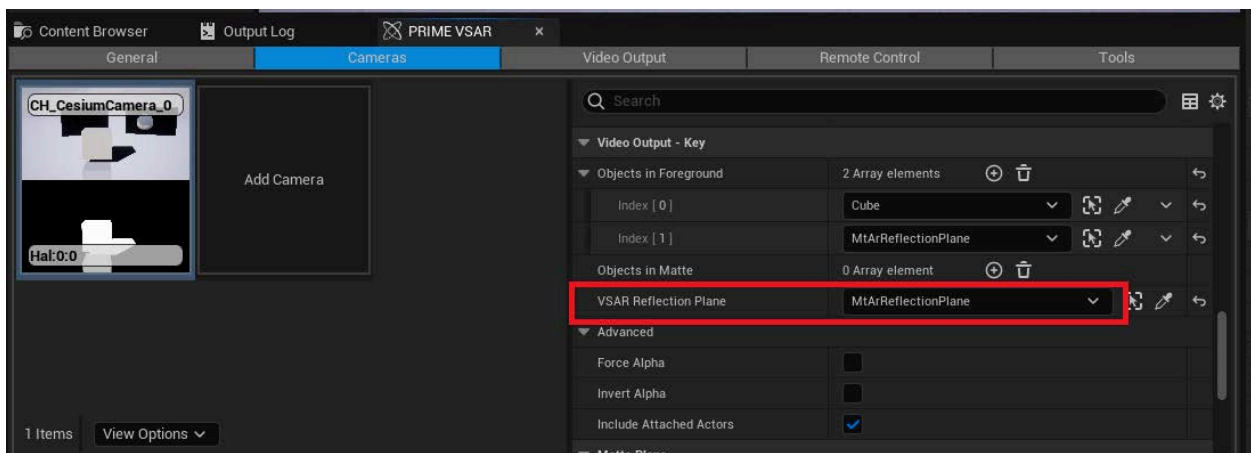 Content Browser Output Log PRIME VSAR ×
General Cameras Video Output Remote Control Tools
CH_CesiumCamera_0
Hal:0:0
Add Camera
1 Items View Options
Search
Video Output - Key
Objects in Foreground 2 Array elements
Index [ 0 ] Cube
Index [ 1 ] MtArReflectionPlane
Objects in Matte 0 Array element
VSAR Reflection Plane MtArReflectionPlane
Advanced
Force Alpha
Invert Alpha
Include Attached Actors
Matte Plane